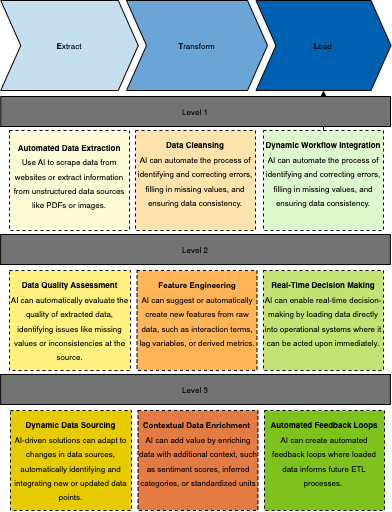 Extract
Transform
Load
Level 1
Automated Data Extraction
Use AI to scrape data from
websites or extract information
from unstructured data sources
like PDFs or images.
Data Cleansing
AI can automate the process of
identifying and correcting errors,
filling in missing values, and
ensuring data consistency.
Dynamic Workflow Integration
AI can automate the process of
identifying and correcting errors,
filling in missing values, and
ensuring data consistency.
Level 2
Data Quality Assessment
AI can automatically evaluate the
quality of extracted data,
identifying issues like missing
values or inconsistencies at the
source.
Feature Engineering
AI can suggest or automatically
create new features from raw
data, such as interaction terms,
lag variables, or derived metrics.
Real-Time Decision Making
AI can enable real-time decision-
making by loading data directly
into operational systems where it
can be acted upon immediately.
Level 3
Dynamic Data Sourcing
AI-driven solutions can adapt to
changes in data sources,
automatically identifying and
integrating new or updated data
points.
Contextual Data Enrichment
AI can add value by enriching
data with additional context, such
as sentiment scores, inferred
categories, or standardized units
Automated Feedback Loops
AI can create automated
feedback loops where loaded
data informs future ETL
processes.